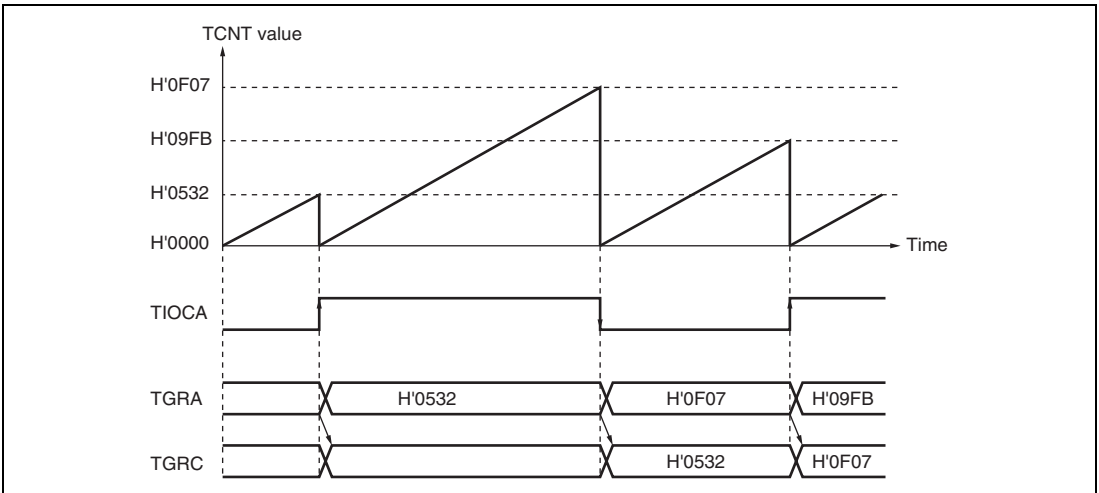 TCNT value
H'0F07
H'09FB
H'0532
H'0000
Time
TIOCA
TGRA
H'0532
H'0F07
H'09FB
TGRC
H'0532
H'0F07